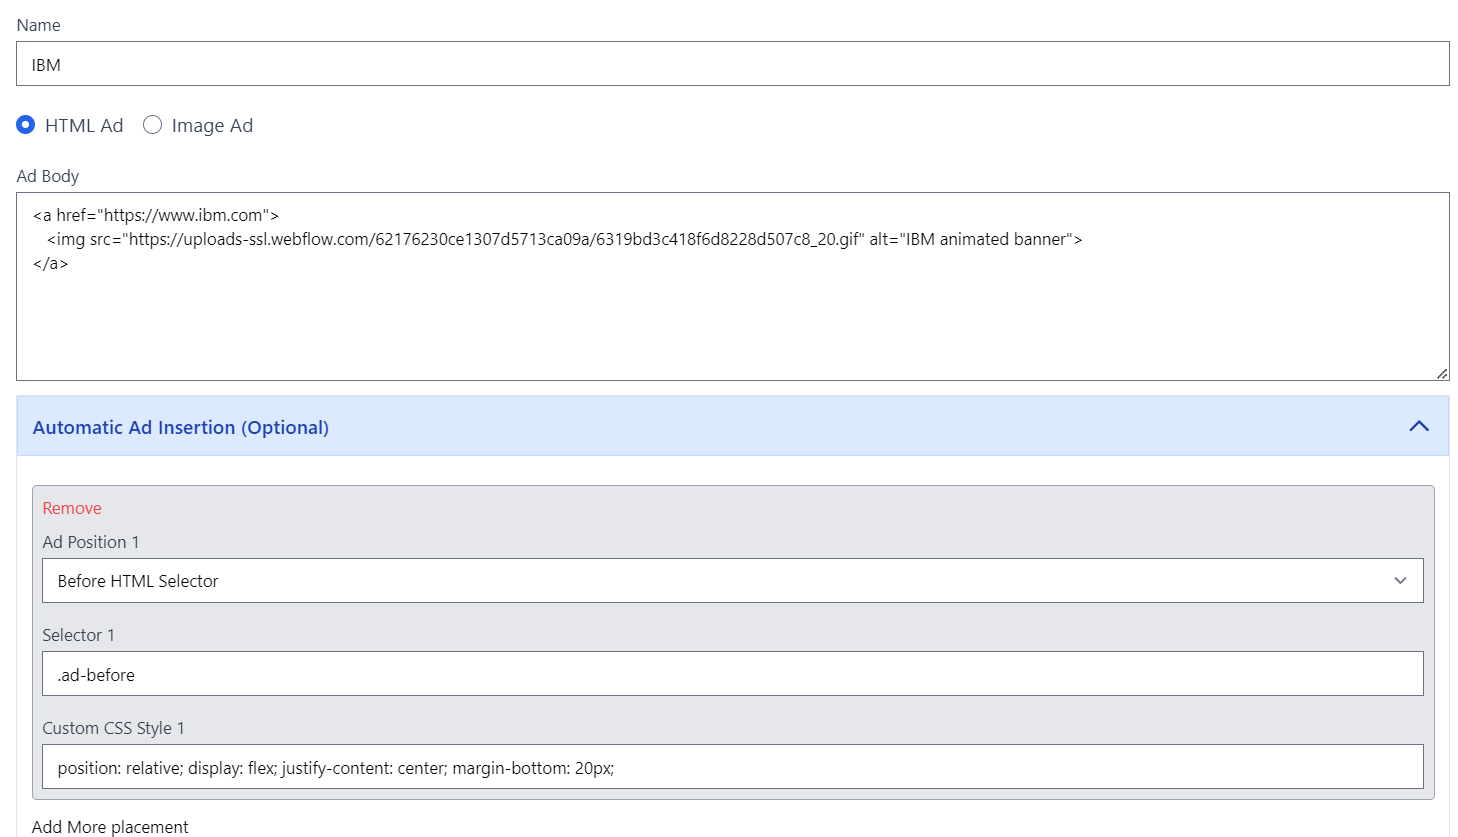 Name
IBM
HTML Ad Image Ad
Ad Body
<a href="https://www.ibm.com">
<img src="https://uploads-ssl.webflow.com/62176230ce1307d5713ca09a/6319bd3c418f6d8228d507c8_20.gif" alt="IBM animated banner">
</a>
Automatic Ad Insertion (Optional)
Remove
Ad Position 1
Before HTML Selector
Selector 1
.ad-before
Custom CSS Style 1
position: relative; display: flex; justify-content: center; margin-bottom: 20px;
Add More placement